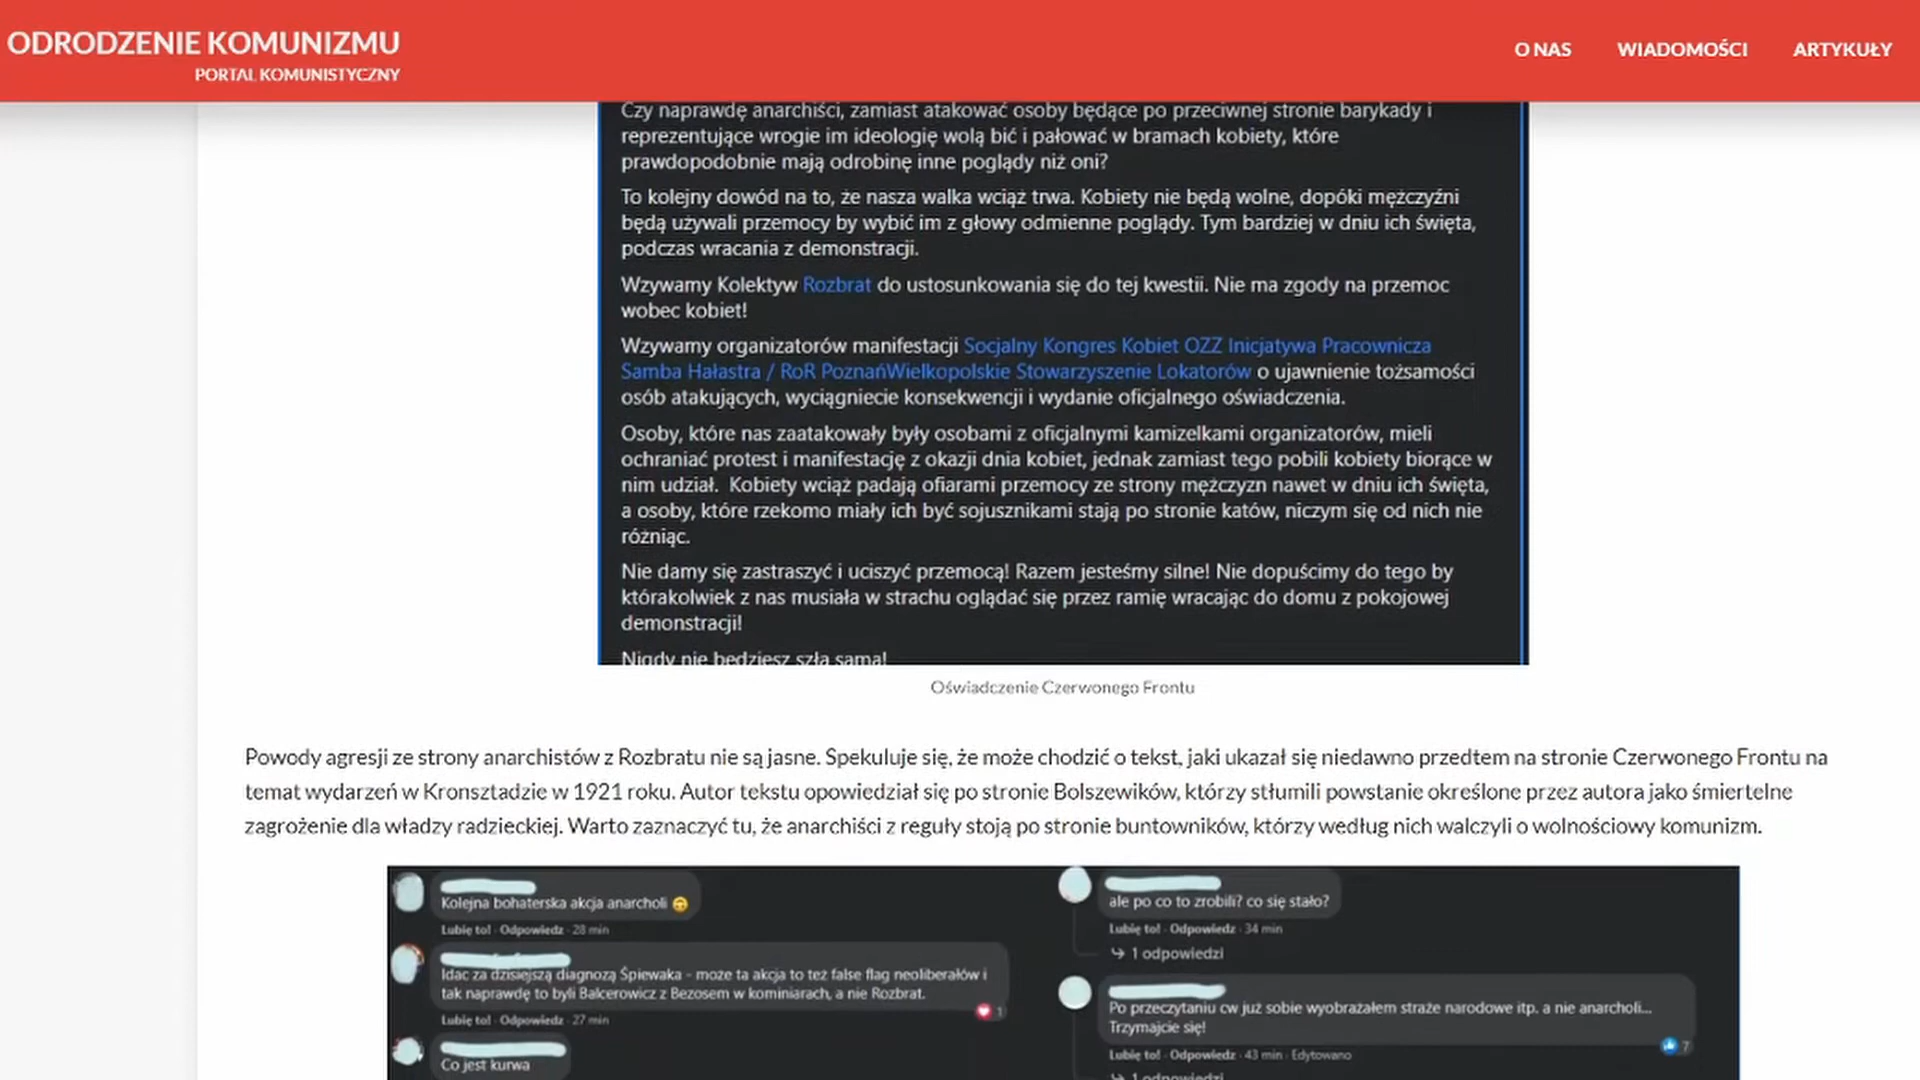 ODRODZENIE KOMUNIZMU
PORTAL KOMUNISTYCZNY
O NAS
WIADOMOŚCI
ARTYKUŁY
Czy naprawdę anarchiści, zamiast atakować osoby będące po przeciwnej stronie barykady i
reprezentujące wrogie im ideologię wolą bić i pałować w bramach kobiety, które
prawdopodobnie mają odrobinę inne poglądy niż oni?
To kolejny dowód na to, że nasza walka wciąż trwa. Kobiety nie będą wolne, dopóki mężczyźni
będą używali przemocy by wybić im z głowy odmienne poglądy. Tym bardziej w dniu ich święta,
podczas wracania z demonstracji.
Wzywamy Kolektyw Rozbrat do ustosunkowania się do tej kwestii. Nie ma zgody na przemoc
wobec kobiet!
Wzywamy organizatorów manifestacji Socjalny Kongres Kobiet OZZ Inicjatywa Pracownicza
Samba Hałastra / RoR PoznańWielkopolskie Stowarzyszenie Lokatorów o ujawnienie tożsamości
osób atakujących, wyciągniecie konsekwencji i wydanie oficjalnego oświadczenia.
Osoby, które nas zaatakowały były osobami z oficjalnymi kamizelkami organizatorów, mieli
ochraniać protest i manifestację z okazji dnia kobiet, jednak zamiast tego pobili kobiety biorące w
nim udział. Kobiety wciąż padają ofiarami przemocy ze strony mężczyzn nawet w dniu ich święta,
a osoby, które rzekomo miały ich być sojusznikami stają po stronie katów, niczym się od nich nie
różniąc.
Nie damy się zastraszyć i uciszyć przemocą! Razem jesteśmy silne! Nie dopuścimy do tego by
którakolwiek z nas musiała w strachu oglądać się przez ramię wracając do domu z pokojowej
demonstracji!
Nigdy nie będziesz szła sama!
Oświadczenie Czerwonego Frontu
Powody agresji ze strony anarchistów z Rozbratu nie są jasne. Spekuluje się, że może chodzić o tekst, jaki ukazał się niedawno przedtem na stronie Czerwonego Frontu na
temat wydarzeń w Kronsztadzie w 1921 roku. Autor tekstu opowiedział się po stronie Bolszewików, którzy stłumili powstanie określone przez autora jako śmiertelne
zagrożenie dla władzy radzieckiej. Warto zaznaczyć tu, że anarchiści z reguły stoją po stronie buntowników, którzy według nich walczyli o wolnościowy komunizm.
Kolejna bohaterska akcja anarcholi 🙃
Lubię to! · Odpowiedz · 28 min
Idac za dzisiejszą diagnozą Śpiewaka - może ta akcja to też false flag neoliberałów i
tak naprawdę to byli Balcerowicz z Bezosem w kominiarach, a nie Rozbrat.
1
Lubię to! · Odpowiedz · 27 min
Co jest kurwa
ale po co to zrobili? co się stało?
Lubię to! · Odpowiedz · 34 min
1 odpowiedzi
Po przeczytaniu cw już sobie wyobrażałem straże narodowe itp. a nie anarcholi...
Trzymajcie się!
7
Lubię to! · Odpowiedz · 43 min · Edytowano
1 odpowiedzi